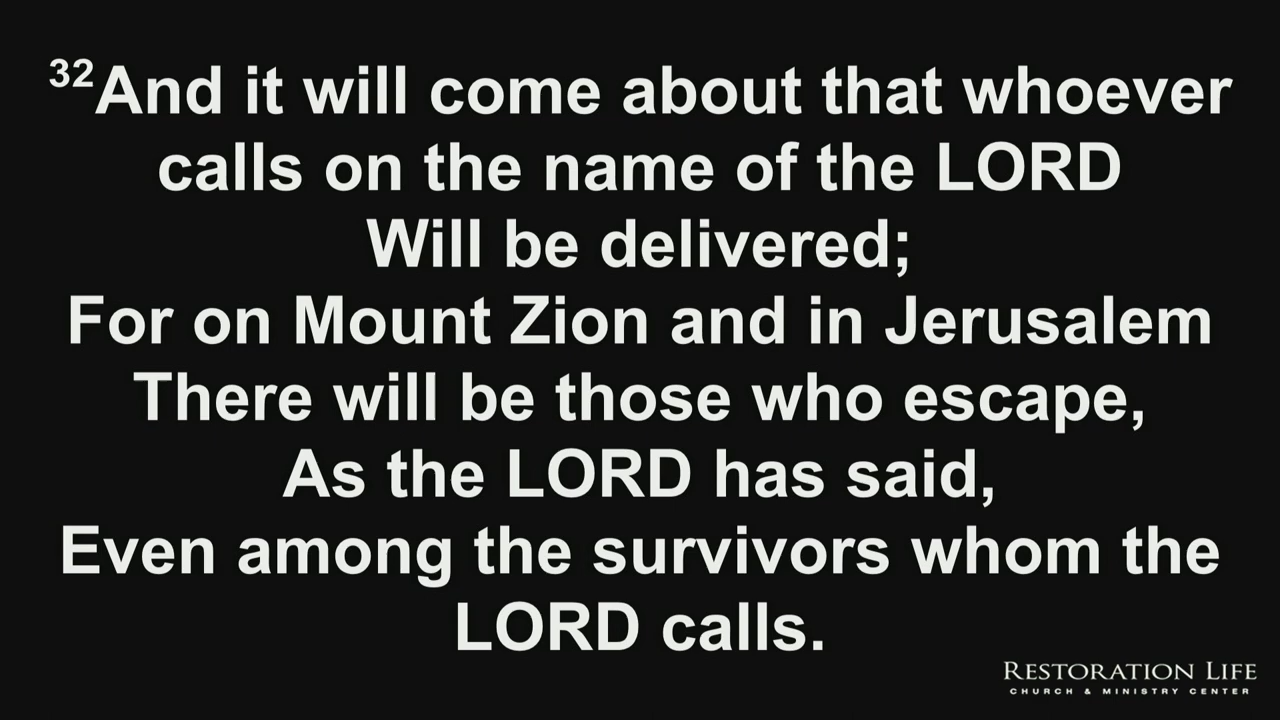 32And it will come about that whoever
calls on the name of the LORD
Will be delivered;
For on Mount Zion and in Jerusalem
There will be those who escape,
As the LORD has said,
Even among the survivors whom the
LORD calls.
RESTORATION LIFE
CHURCH & MINISTRY CENTER